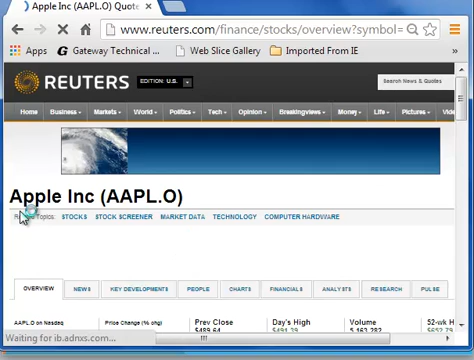 Apple Inc (AAPL.O) Quote
www.reuters.com/finance/stocks/overview?symbol=
Apps Gateway Technical ... Web Slice Gallery Imported From IE
REUTERS EDITION: U.S. Search News & Quotes
Home Business Markets World Politics Tech Opinion Breakingviews Money Life Pictures Vide
Apple Inc (AAPL.O)
Topics: STOCKS STOCK SCREENER MARKET DATA TECHNOLOGY COMPUTER HARDWARE
OVERVIEW NEWS KEY DEVELOPMENTS PEOPLE CHARTS FINANCIALS ANALYSTS RESEARCH PULSE
AAPL.O on Nasdaq Price Change (% chg) Prev Close Day's High Volume 52-wk H
$489.64 $491.39
Waiting for ib.adnxs.com...